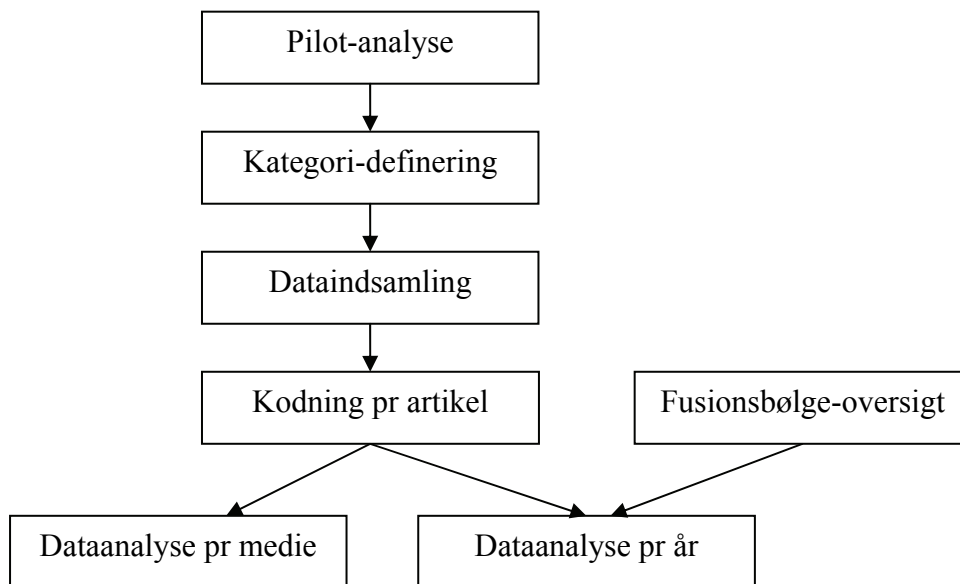 Pilot-analyse
Kategori-definering
Dataindsamling
Kodning pr artikel
Fusionsbølge-oversigt
Dataanalyse pr medie
Dataanalyse pr år